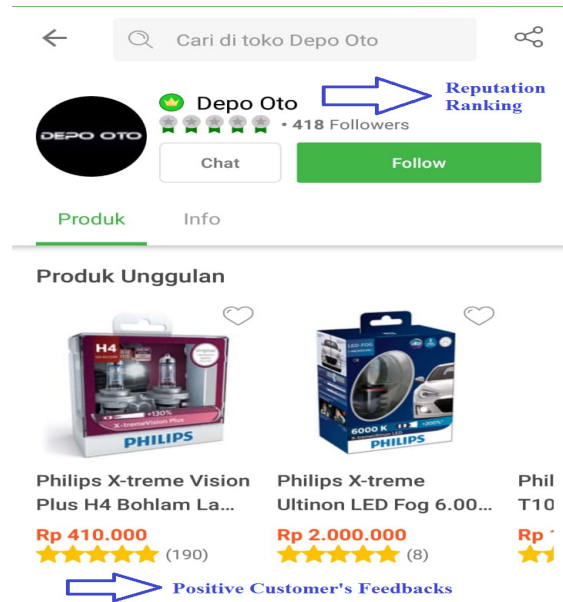 Cari di toko Depo Oto
Depo Oto
Reputation
Ranking
DEPO OTO
• 418 Followers
Chat
Follow
Produk
Info
Produk Unggulan
H4
+130%
X-tremeVision Plus
PHILIPS
LED-FOG
6000 K
+200%
PHILIPS
Philips X-treme Vision
Plus H4 Bohlam La...
Philips X-treme
Ultinon LED Fog 6.00...
Phil
T10
Rp 410.000
Rp 2.000.000
Rp
(190)
(8)
Positive Customer's Feedbacks